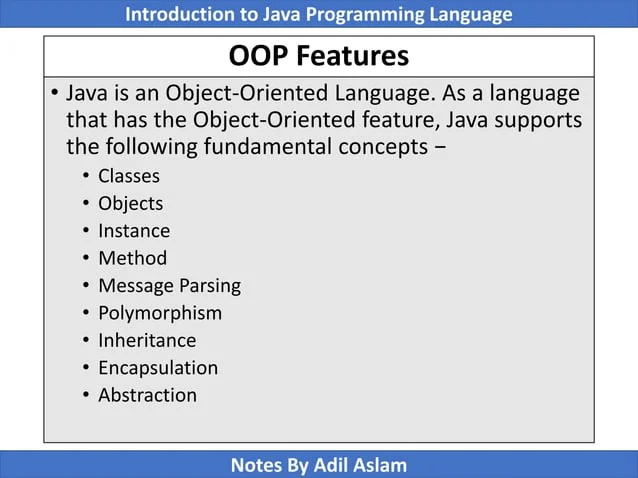 Introduction to Java Programming Language
OOP Features
• Java is an Object-Oriented Language. As a language
that has the Object-Oriented feature, Java supports
the following fundamental concepts −
• Classes
• Objects
• Instance
• Method
• Message Parsing
• Polymorphism
• Inheritance
• Encapsulation
• Abstraction
Notes By Adil Aslam